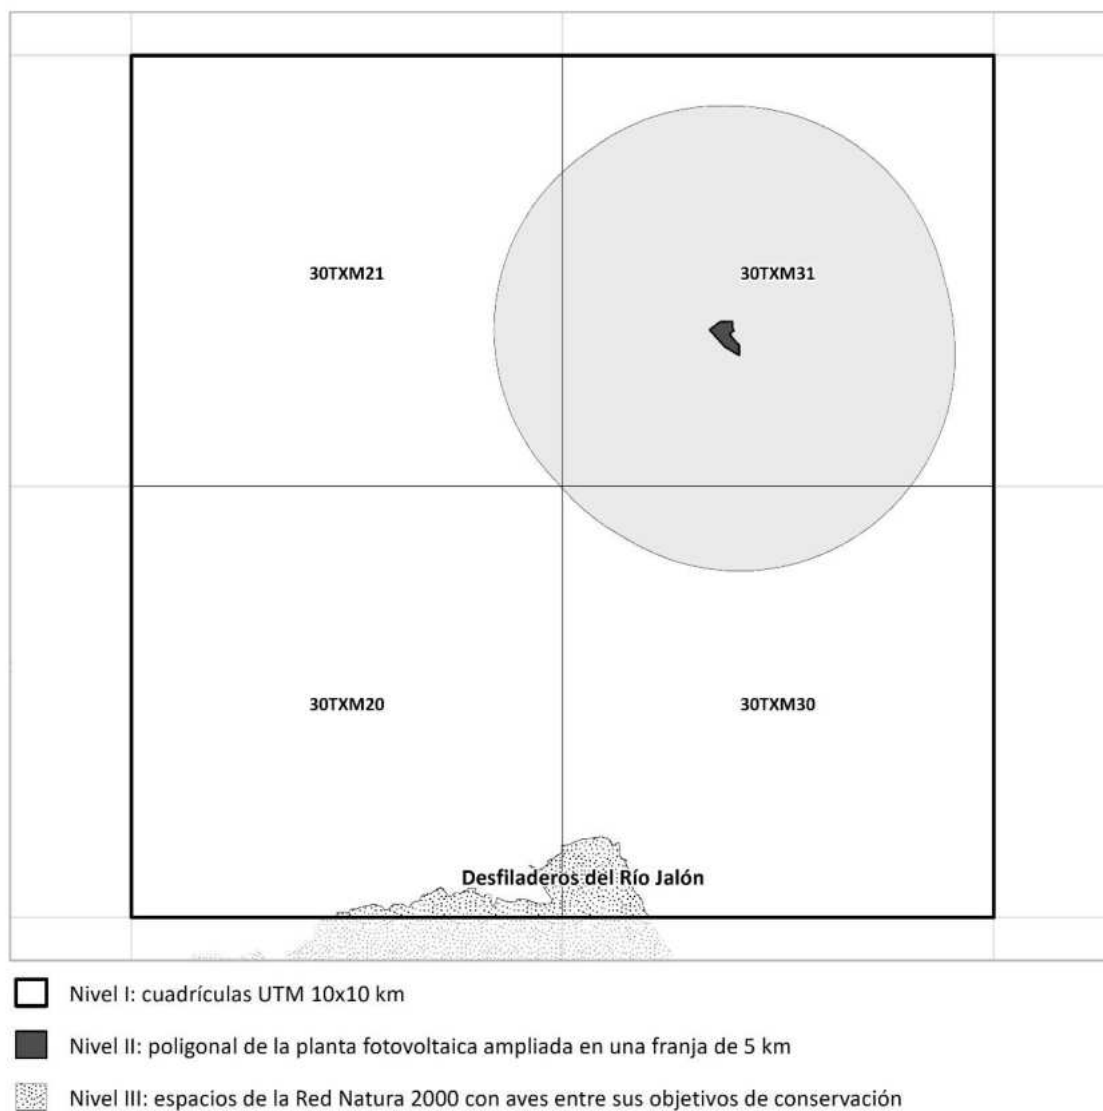 30TXM21
30TXM31
30TXM20
30TXM30
Desfiladeros del Río Jalón
Nivel I: cuadrículas UTM 10x10 km
Nivel II: poligonal de la planta fotovoltaica ampliada en una franja de 5 km
Nivel III: espacios de la Red Natura 2000 con aves entre sus objetivos de conservación